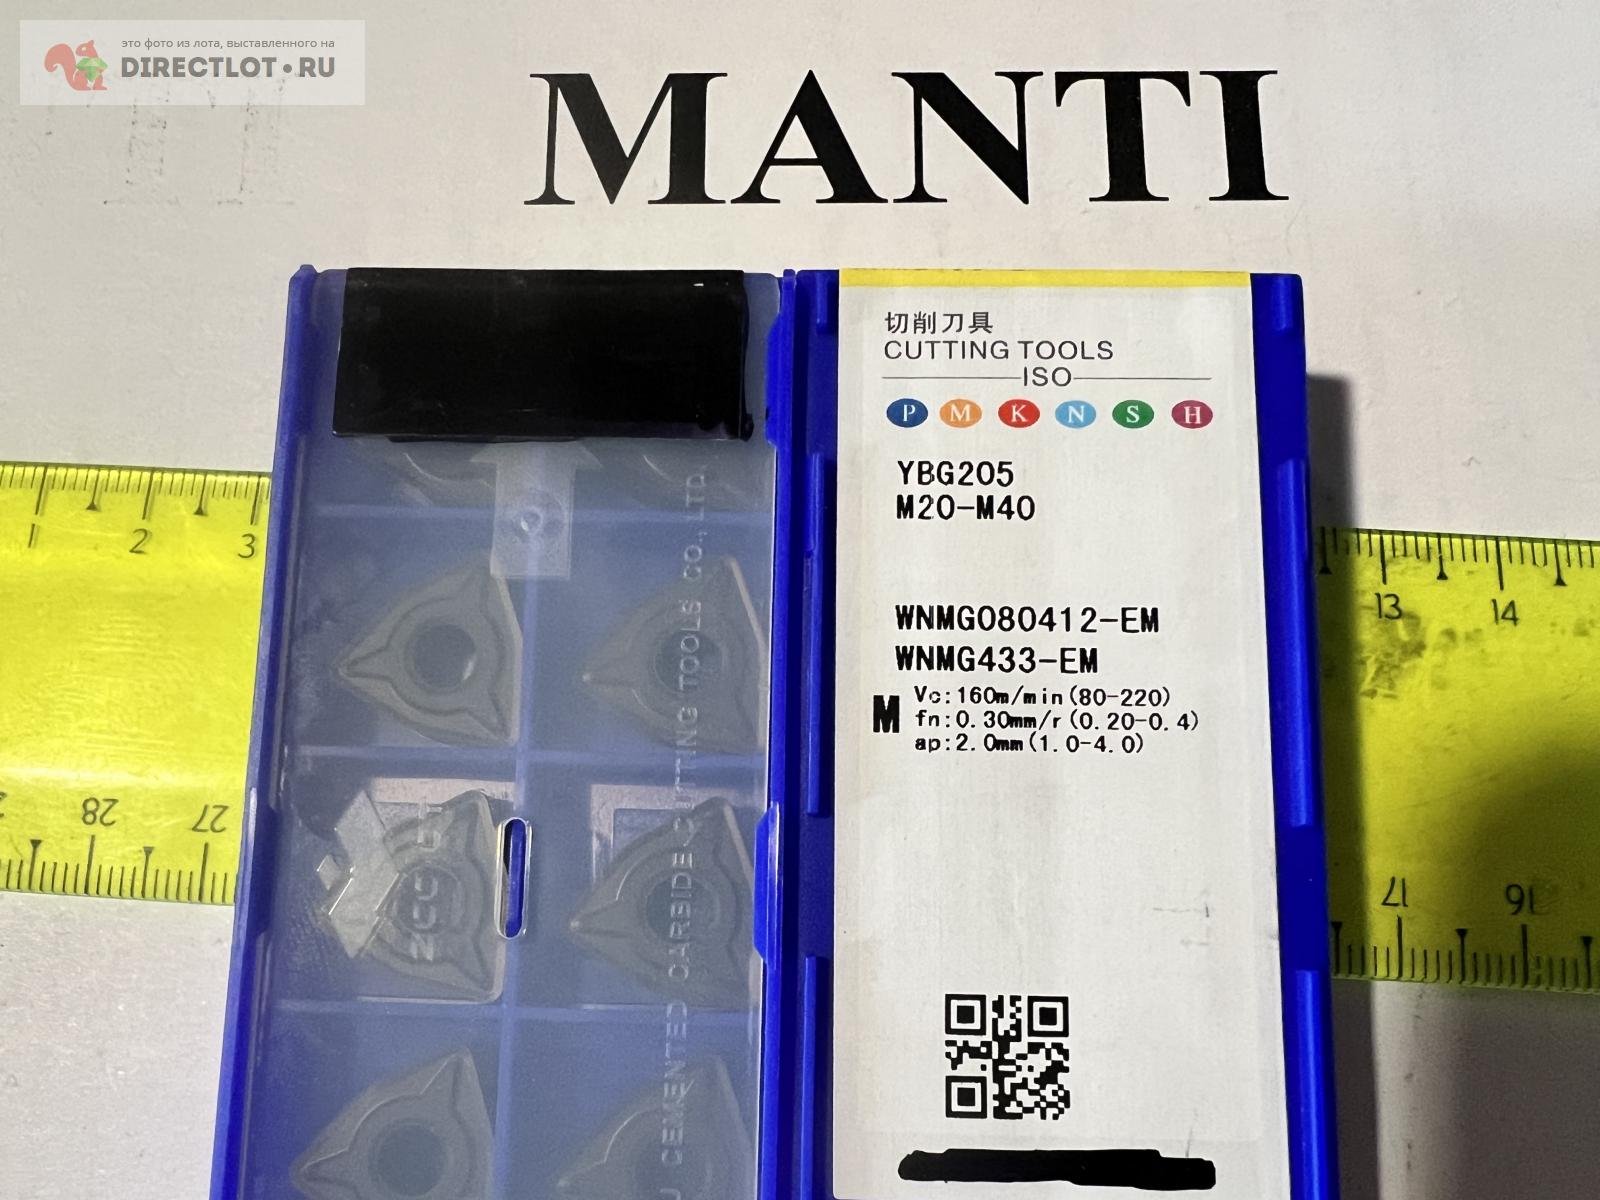 это фото из лота, выставленного на
DIRECTLOT•RU
MANTI
切削刀具
CUTTING TOOLS
ISO
P M K N S H
YBG205
M20-M40
WNMG080412-EM
WNMG433-EM
M
Vc:160m/min(80-220)
fn:0.30mm/r(0.20-0.4)
ap:2.0mm(1.0-4.0)
CEMENTED CARBIDE CUTTING TOOLS CO.,LTD.
1 2 3
28 27
13 14
17 16